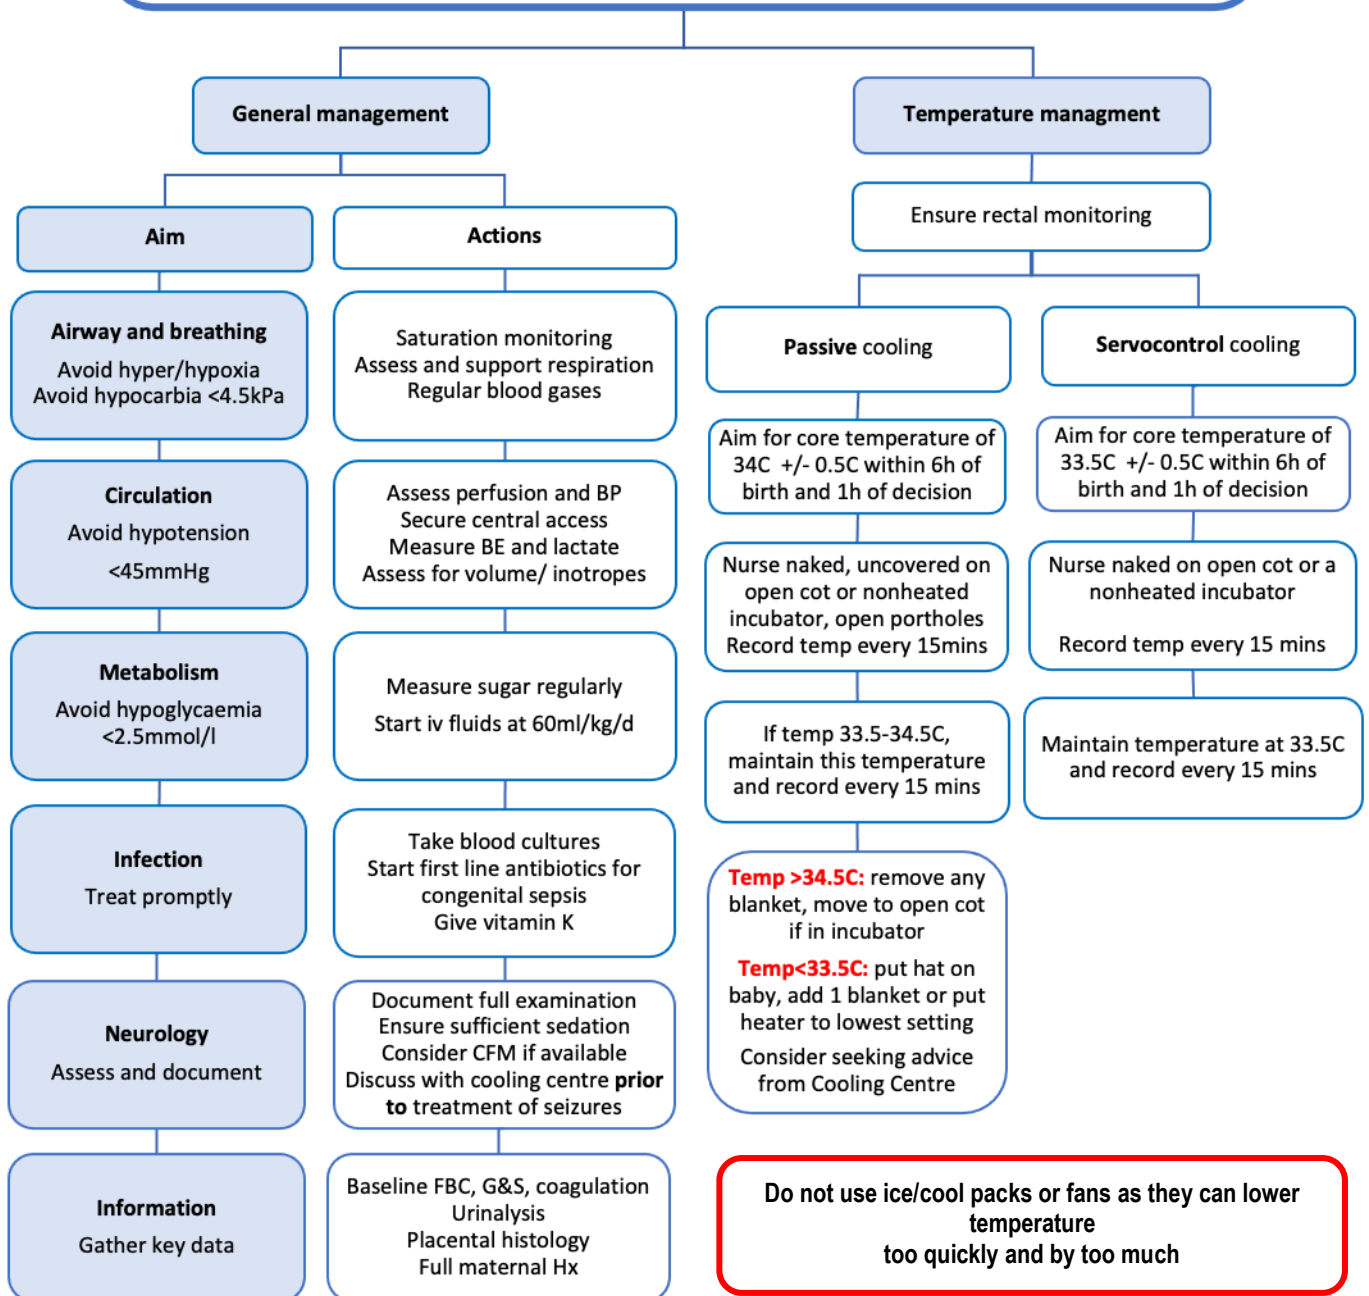 General management
Temperature managment
Ensure rectal monitoring
Aim
Actions
Airway and breathing
Avoid hyper/hypoxia
Avoid hypocarbia <4.5kPa
Saturation monitoring
Assess and support respiration
Regular blood gases
Circulation
Avoid hypotension
<45mmHg
Assess perfusion and BP
Secure central access
Measure BE and lactate
Assess for volume/ inotropes
Metabolism
Avoid hypoglycaemia
<2.5mmol/l
Measure sugar regularly
Start iv fluids at 60ml/kg/d
Infection
Treat promptly
Take blood cultures
Start first line antibiotics for
congenital sepsis
Give vitamin K
Neurology
Assess and document
Document full examination
Ensure sufficient sedation
Consider CFM if available
Discuss with cooling centre prior
to treatment of seizures
Information
Gather key data
Baseline FBC, G&S, coagulation
Urinalysis
Placental histology
Full maternal Hx
Passive cooling
Aim for core temperature of
34C +/- 0.5C within 6h of
birth and 1h of decision
Nurse naked, uncovered on
open cot or nonheated
incubator, open portholes
Record temp every 15mins
If temp 33.5-34.5C,
maintain this temperature
and record every 15 mins
Temp >34.5C: remove any
blanket, move to open cot
if in incubator
Temp<33.5C: put hat on
baby, add 1 blanket or put
heater to lowest setting
Consider seeking advice
from Cooling Centre
Servocontrol cooling
Aim for core temperature of
33.5C +/- 0.5C within 6h of
birth and 1h of decision
Nurse naked on open cot or a
nonheated incubator
Record temp every 15 mins
Maintain temperature at 33.5C
and record every 15 mins
Do not use ice/cool packs or fans as they can lower
temperature
too quickly and by too much